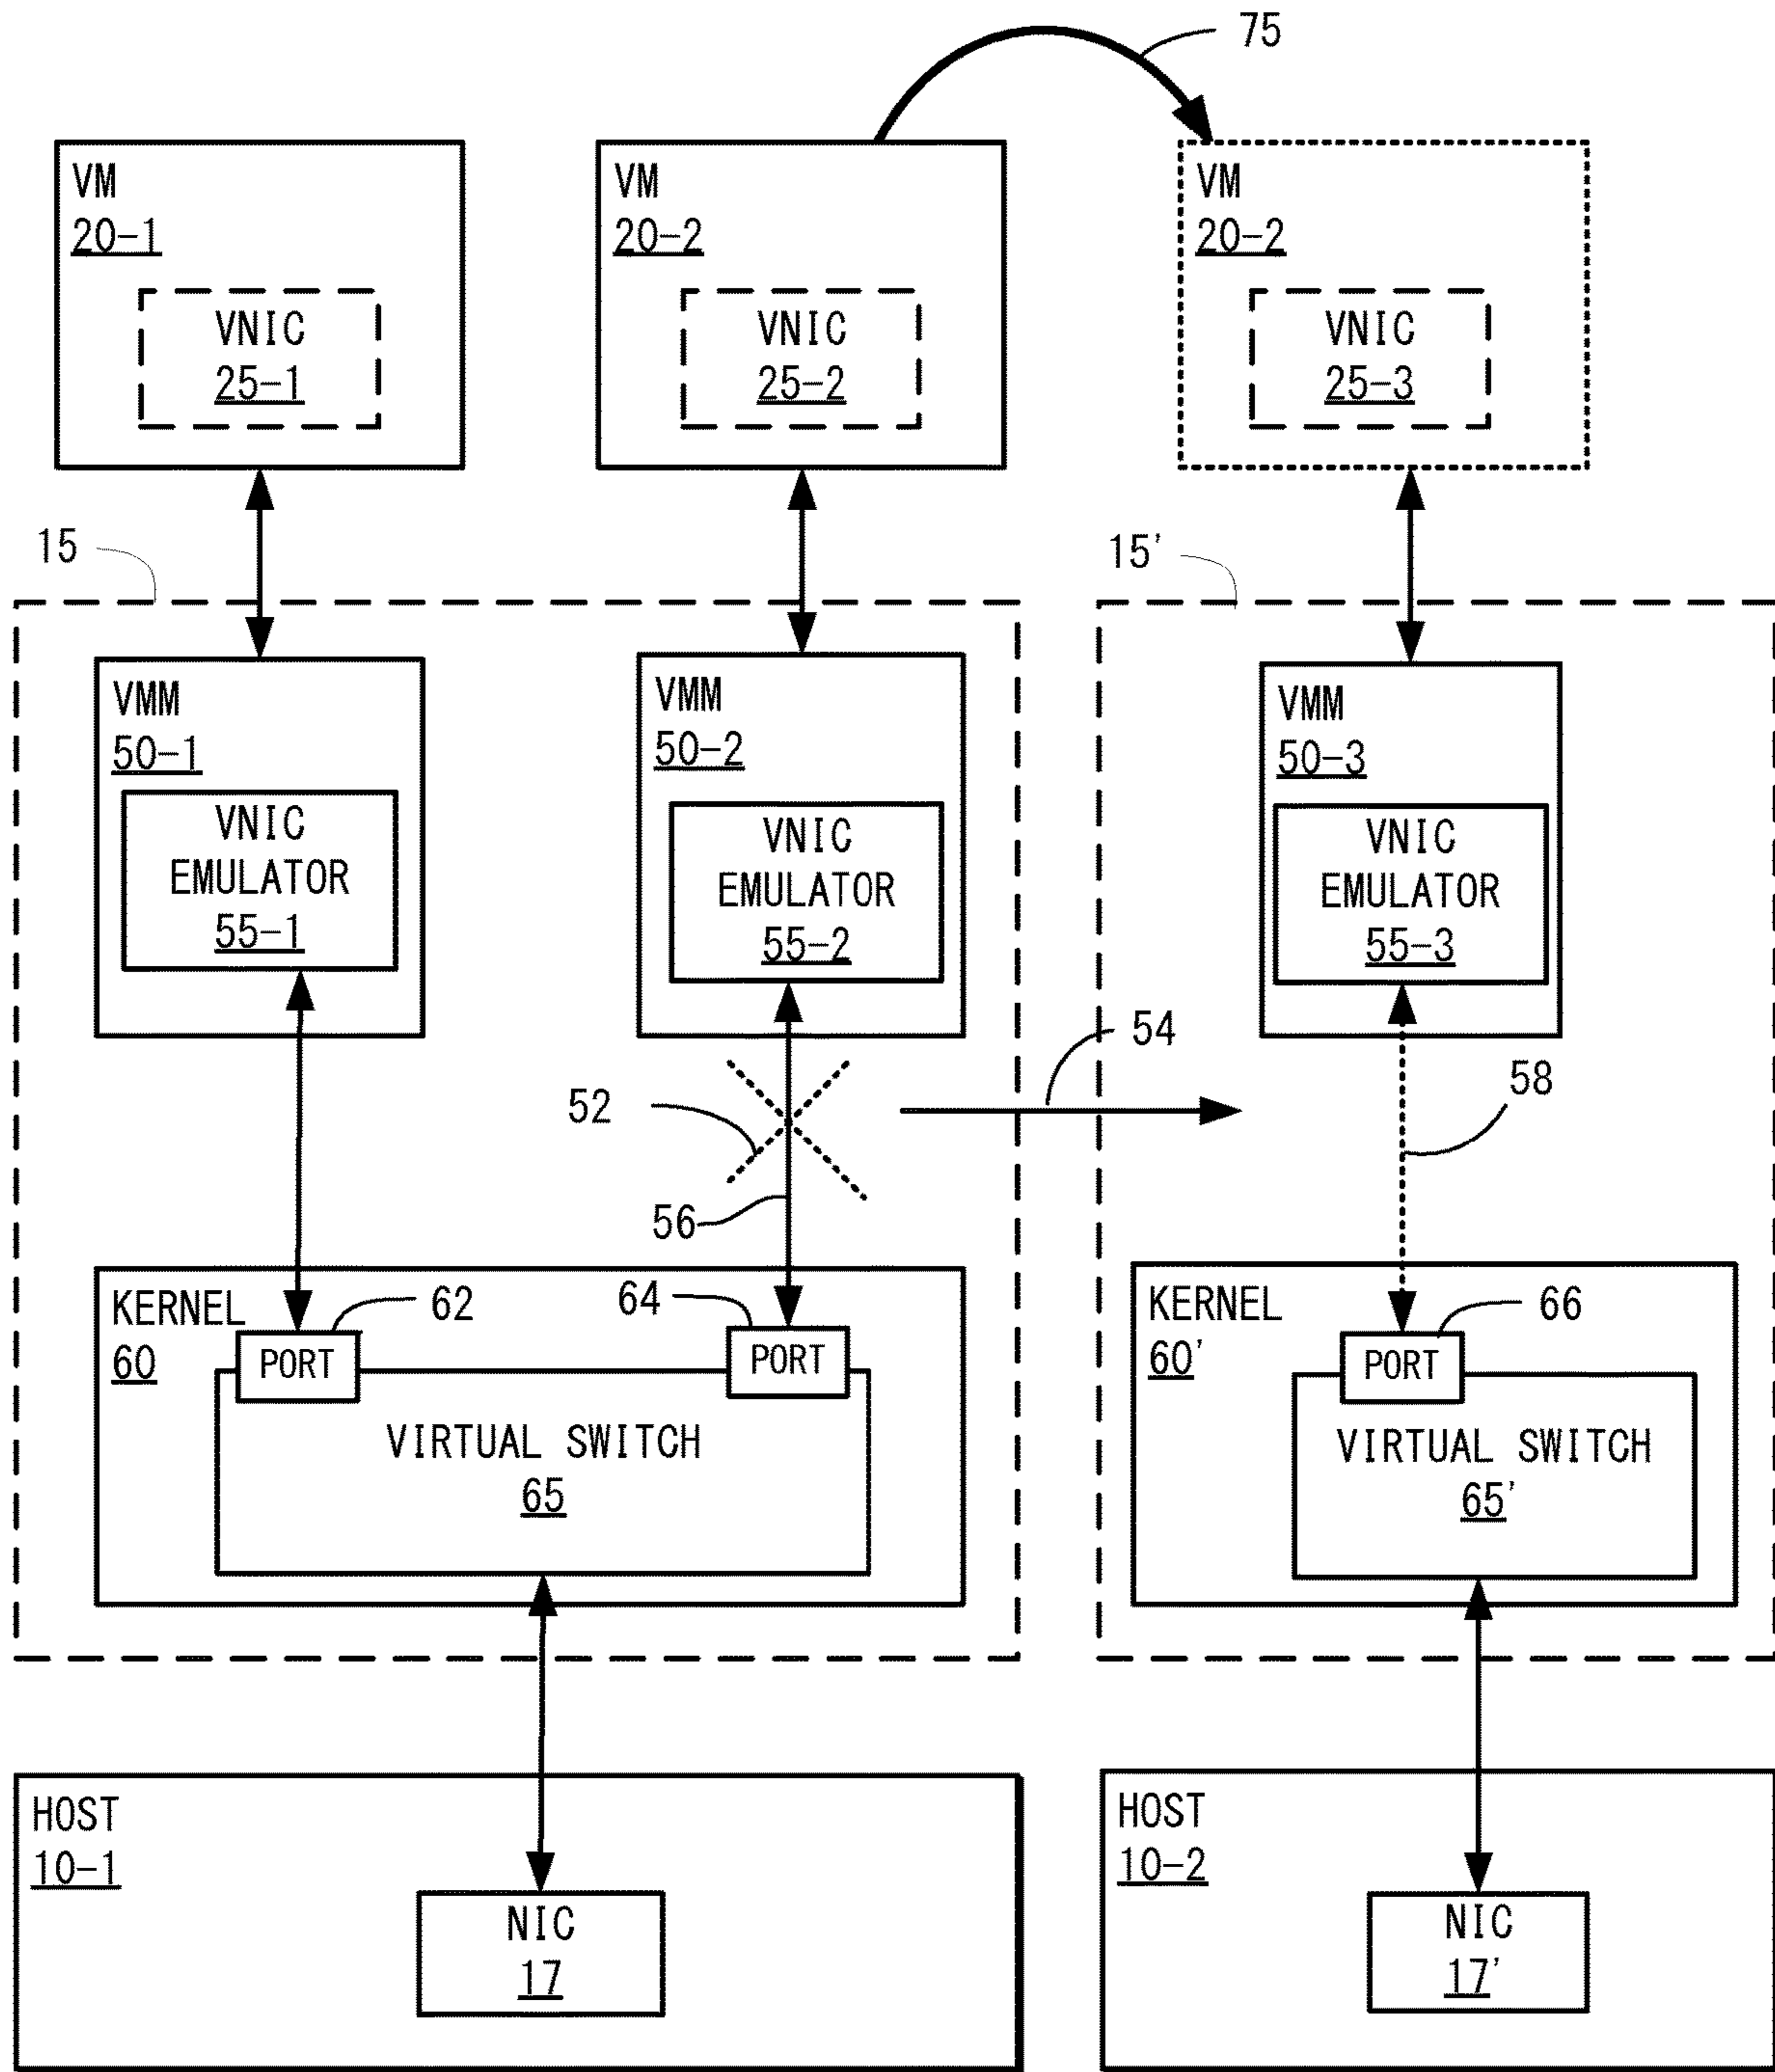 75
VM
20-1
VNIC
25-1
VM
20-2
VNIC
25-2
VM
20-2
VNIC
25-3
15
15'
VMM
50-1
VNIC
EMULATOR
55-1
VMM
50-2
VNIC
EMULATOR
55-2
VMM
50-3
VNIC
EMULATOR
55-3
52
54
56
58
KERNEL
60
62
PORT
64
PORT
VIRTUAL SWITCH
65
KERNEL
60'
66
PORT
VIRTUAL SWITCH
65'
HOST
10-1
NIC
17
HOST
10-2
NIC
17'